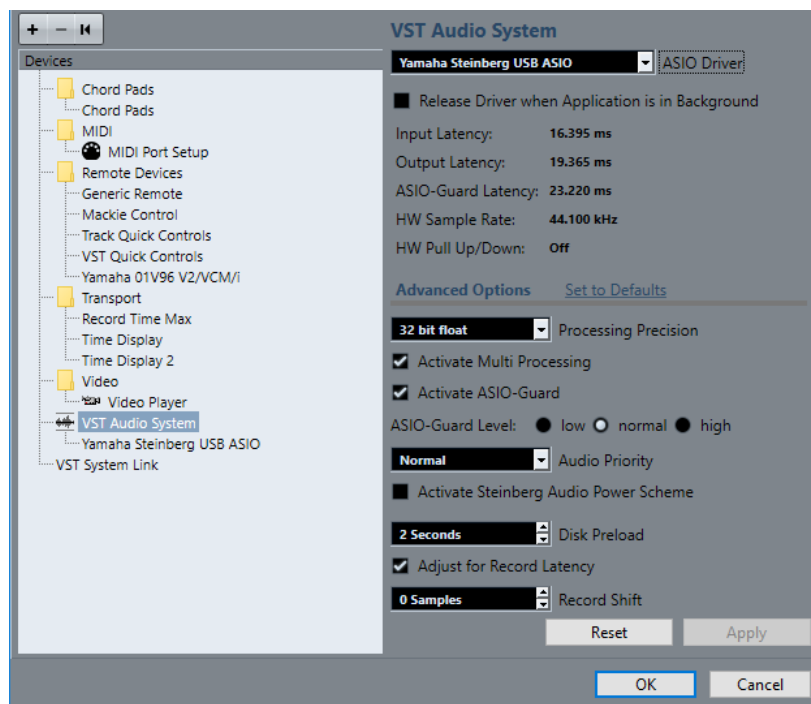 Devices
Chord Pads
Chord Pads
MIDI
MIDI Port Setup
Remote Devices
Generic Remote
Mackie Control
Track Quick Controls
VST Quick Controls
Yamaha 01V96 V2/VCM/i
Transport
Record Time Max
Time Display
Time Display 2
Video
Video Player
VST Audio System
Yamaha Steinberg USB ASIO
VST System Link
VST Audio System
Yamaha Steinberg USB ASIO ASIO Driver
Release Driver when Application is in Background
Input Latency: 16.395 ms
Output Latency: 19.365 ms
ASIO-Guard Latency: 23.220 ms
HW Sample Rate: 44.100 kHz
HW Pull Up/Down: Off
Advanced Options Set to Defaults
32 bit float Processing Precision
Activate Multi Processing
Activate ASIO-Guard
ASIO-Guard Level: low normal high
Normal Audio Priority
Activate Steinberg Audio Power Scheme
2 Seconds Disk Preload
Adjust for Record Latency
0 Samples Record Shift
Reset Apply
OK Cancel